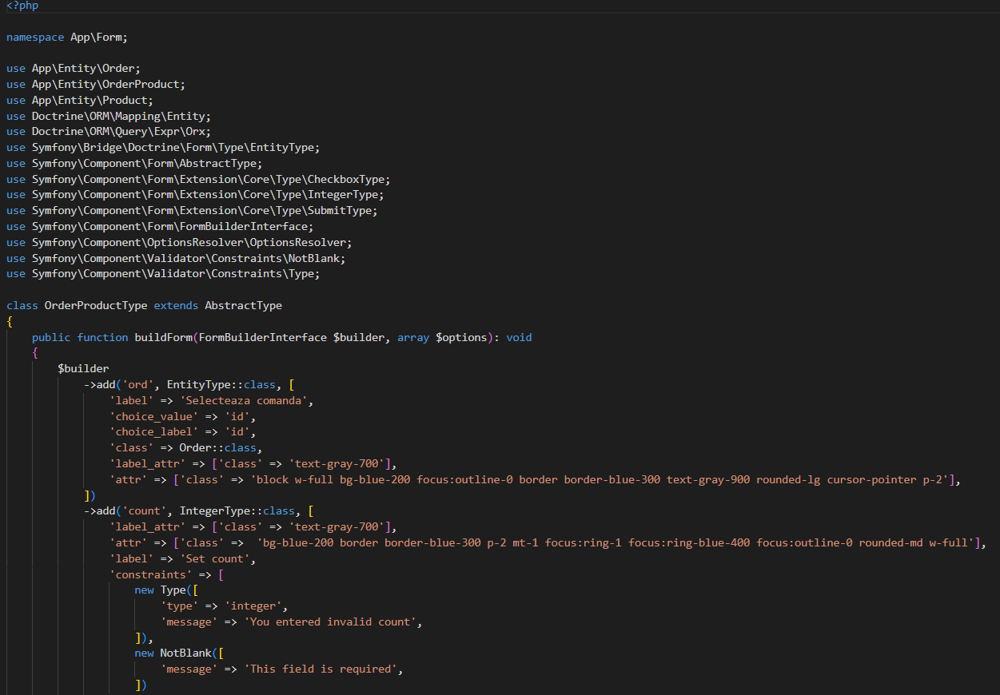 <?php
namespace App\Form;
use App\Entity\Order;
use App\Entity\OrderProduct;
use App\Entity\Product;
use Doctrine\ORM\Mapping\Entity;
use Doctrine\ORM\Query\Expr\Orx;
use Symfony\Bridge\Doctrine\Form\Type\EntityType;
use Symfony\Component\Form\AbstractType;
use Symfony\Component\Form\Extension\Core\Type\CheckboxType;
use Symfony\Component\Form\Extension\Core\Type\IntegerType;
use Symfony\Component\Form\Extension\Core\Type\SubmitType;
use Symfony\Component\Form\FormBuilderInterface;
use Symfony\Component\OptionsResolver\OptionsResolver;
use Symfony\Component\Validator\Constraints\NotBlank;
use Symfony\Component\Validator\Constraints\Type;
class OrderProductType extends AbstractType
{
    public function buildForm(FormBuilderInterface $builder, array $options): void
    {
        $builder
            ->add('ord', EntityType::class, [
                'label' => 'Selecteaza comanda',
                'choice_value' => 'id',
                'choice_label' => 'id',
                'class' => Order::class,
                'label_attr' => ['class' => 'text-gray-700'],
                'attr' => ['class' => 'block w-full bg-blue-200 focus:outline-0 border border-blue-300 text-gray-900 rounded-lg cursor-pointer p-2'],
            ])
            ->add('count', IntegerType::class, [
                'label_attr' => ['class' => 'text-gray-700'],
                'attr' => ['class' =>  'bg-blue-200 border border-blue-300 p-2 mt-1 focus:ring-1 focus:ring-blue-400 focus:outline-0 rounded-md w-full'],
                'label' => 'Set count',
                'constraints' => [
                    new Type([
                        'type' => 'integer',
                        'message' => 'You entered invalid count',
                    ]),
                    new NotBlank([
                        'message' => 'This field is required',
                    ])